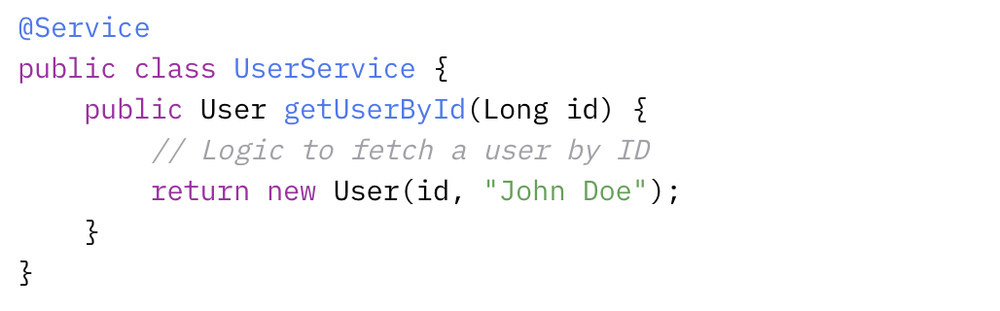 @Service
public class UserService {
    public User getUserById(Long id) {
        // Logic to fetch a user by ID
        return new User(id, "John Doe");
    }
}